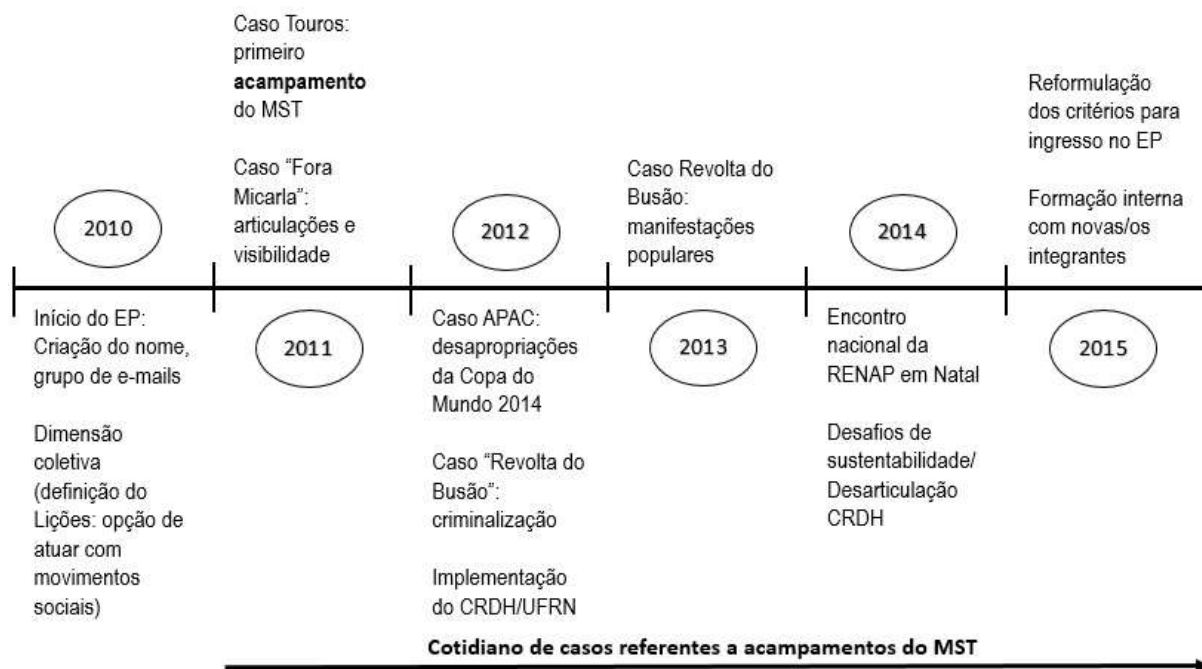 2010
Início do EP:
Criação do nome,
grupo de e-mails
Dimensão
coletiva
(definição do
Lições: opção de
atuar com
movimentos
sociais)
Caso Touros:
primeiro
acampamento
do MST
Caso “Fora
Micarla”:
articulações e
visibilidade
2011
2012
Caso APAC:
desapropriações
da Copa do
Mundo 2014
Caso “Revolta do
Busão”:
criminalização
Implementação
do CRDH/UFRN
Caso Revolta do
Busão:
manifestações
populares
2013
2014
Encontro
nacional da
RENAP em Natal
Desafios de
sustentabilidade/
Desarticulação
CRDH
Reformulação
dos critérios para
ingresso no EP
Formação interna
com novas/os
integrantes
2015
Cotidiano de casos referentes a acampamentos do MST